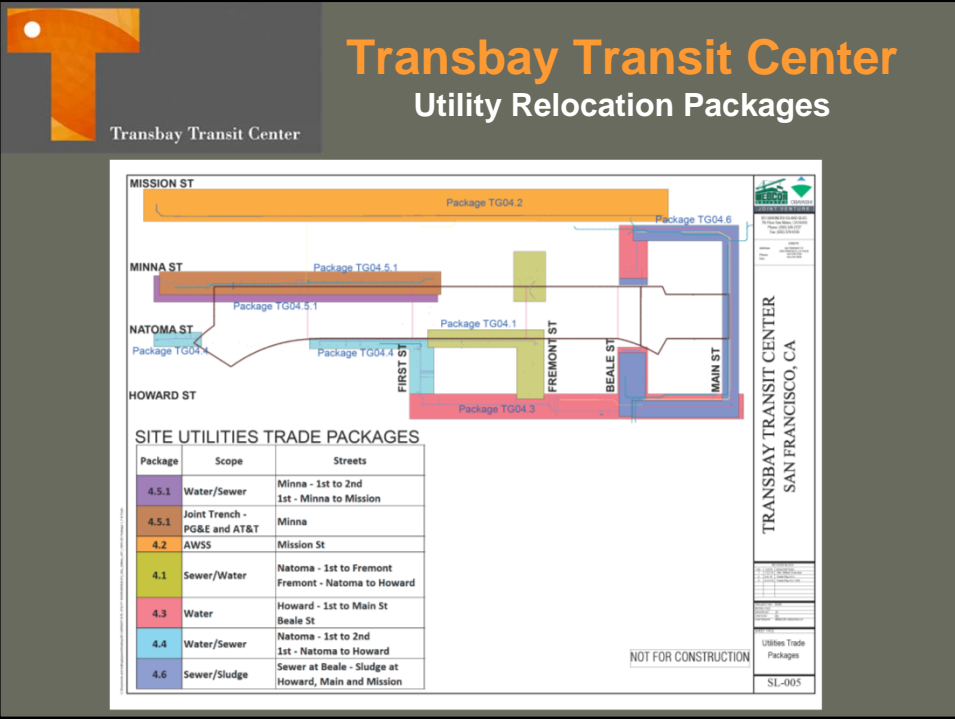 Transbay Transit Center
Transbay Transit Center
Utility Relocation Packages
MISSION ST
Package TG04.2
Package TG04.6
MINNA ST
Package TG04.5.1
Package TG04.5.1
NATOMA ST
Package TG04.1
Package TG04.4
Package TG04.4
FIRST ST
FREMONT ST
BEALE ST
MAIN ST
HOWARD ST
Package TG04.3
SITE UTILITIES TRADE PACKAGES
Package Scope Streets
4.5.1 Water/Sewer Minna - 1st to 2nd
1st - Minna to Mission
4.5.1 Joint Trench -
PG&E and AT&T Minna
4.2 AWSS Mission St
4.1 Sewer/Water Natoma - 1st to Fremont
Fremont - Natoma to Howard
4.3 Water Howard - 1st to Main St
Beale St
4.4 Water/Sewer Natoma - 1st to 2nd
1st - Natoma to Howard
4.6 Sewer/Sludge Sewer at Beale - Sludge at
Howard, Main and Mission
NOT FOR CONSTRUCTION
WEBCOR
OBAYASHI
JOINT VENTURE
TRANSBAY TRANSIT CENTER
SAN FRANCISCO, CA
Utilities Trade
Packages
SL-005